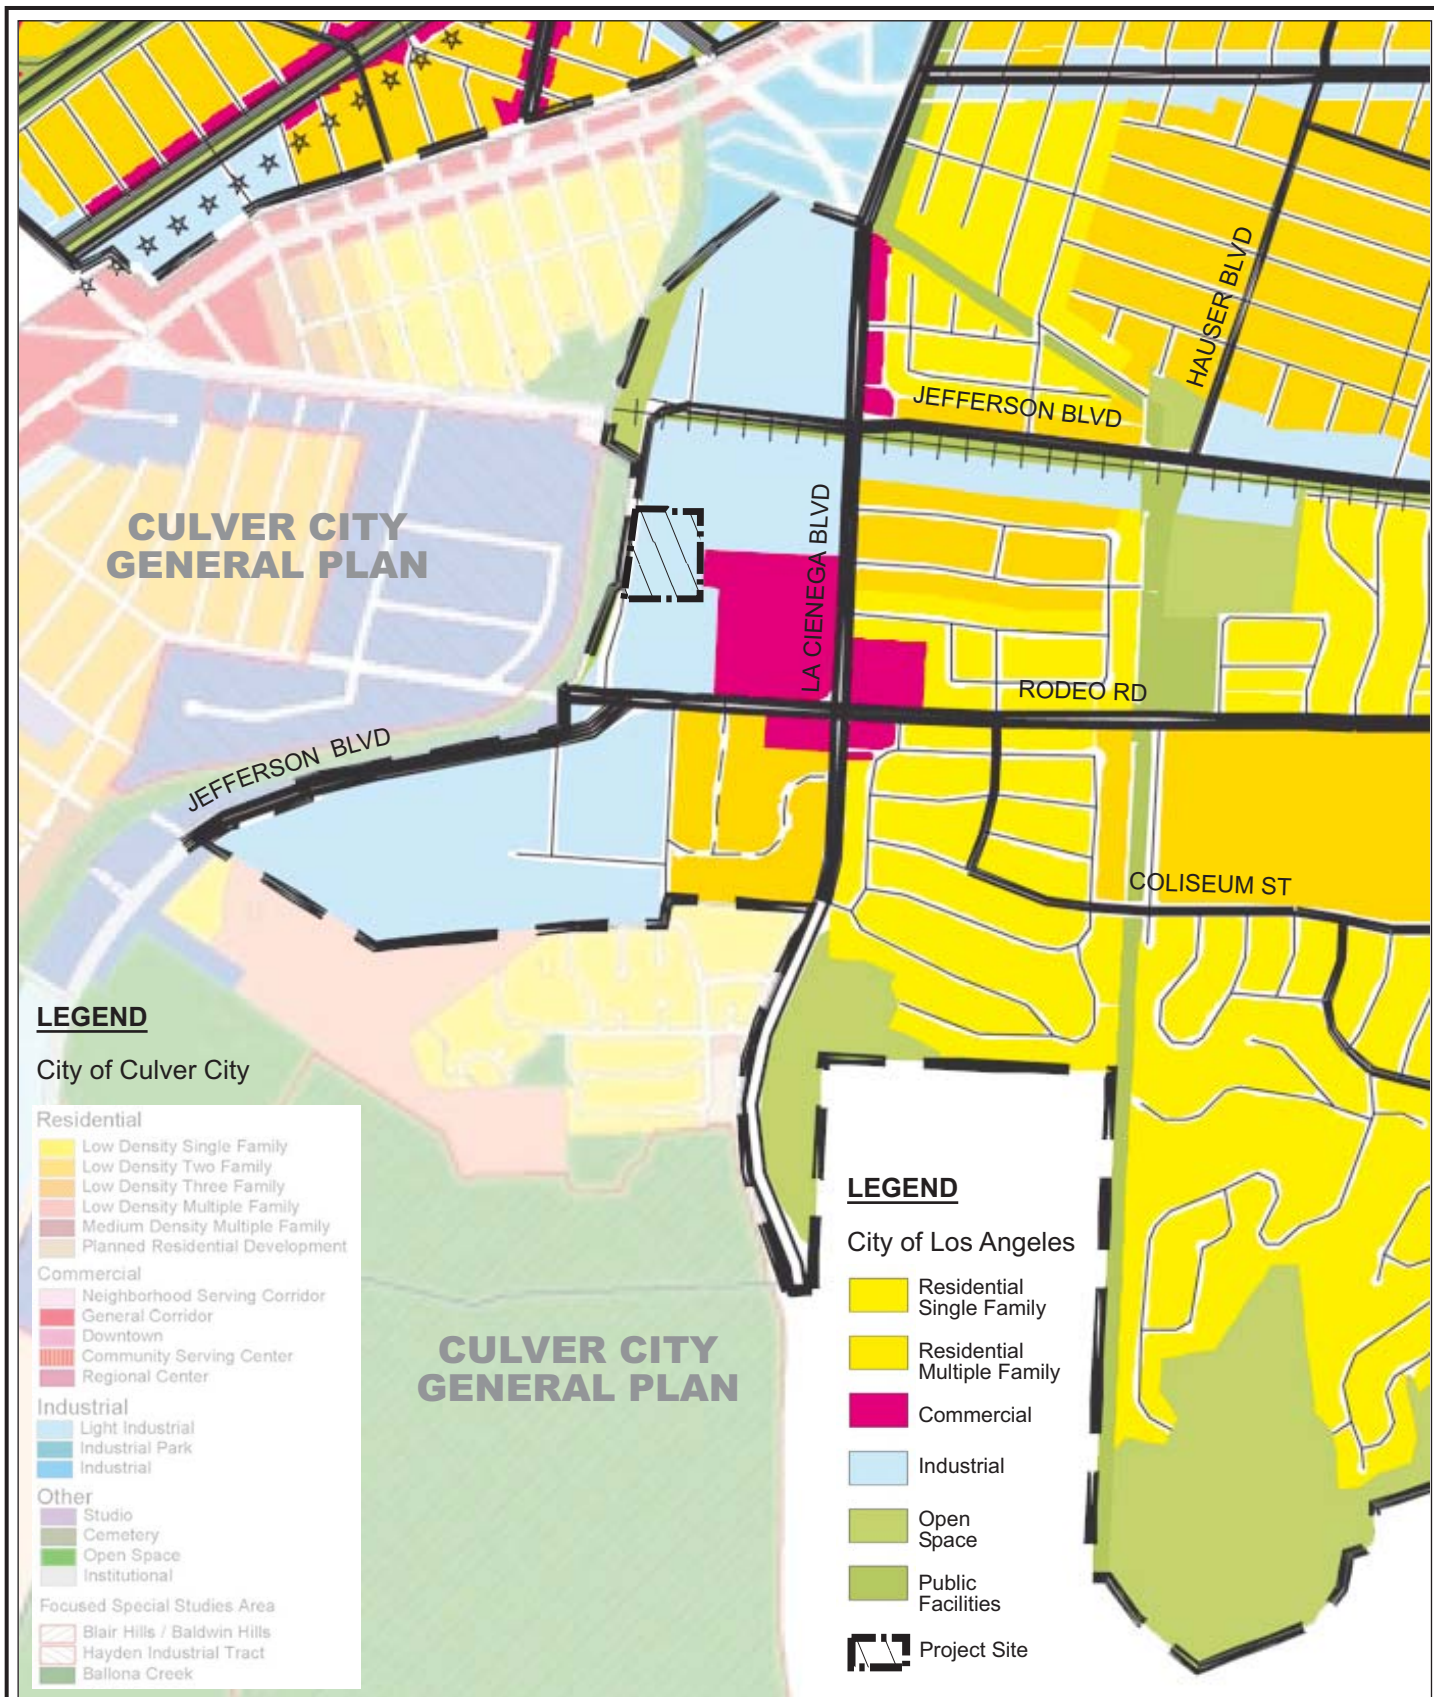 HAUSER BLVD
JEFFERSON BLVD
CULVER CITY
GENERAL PLAN
LA CIENEGA BLVD
RODEO RD
JEFFERSON BLVD
COLISEUM ST
LEGEND
City of Culver City
Residential
Low Density Single Family
Low Density Two Family
Low Density Three Family
Low Density Multiple Family
Medium Density Multiple Family
Planned Residential Development
Commercial
Neighborhood Serving Corridor
General Corridor
Downtown
Community Serving Center
Regional Center
Industrial
Light Industrial
Industrial Park
Industrial
Other
Studio
Cemetery
Open Space
Institutional
Focused Special Studies Area
Blair Hills / Baldwin Hills
Hayden Industrial Tract
Ballona Creek
CULVER CITY
GENERAL PLAN
LEGEND
City of Los Angeles
Residential
Single Family
Residential
Multiple Family
Commercial
Industrial
Open
Space
Public
Facilities
Project Site